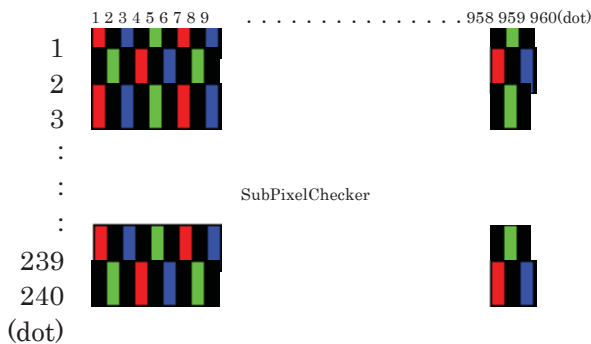 1 2 3 4 5 6 7 8 9 . . . . . . . . . . . . . . . 958 959 960(dot)
1
2
3
:
:
SubPixelChecker
:
239
240
(dot)